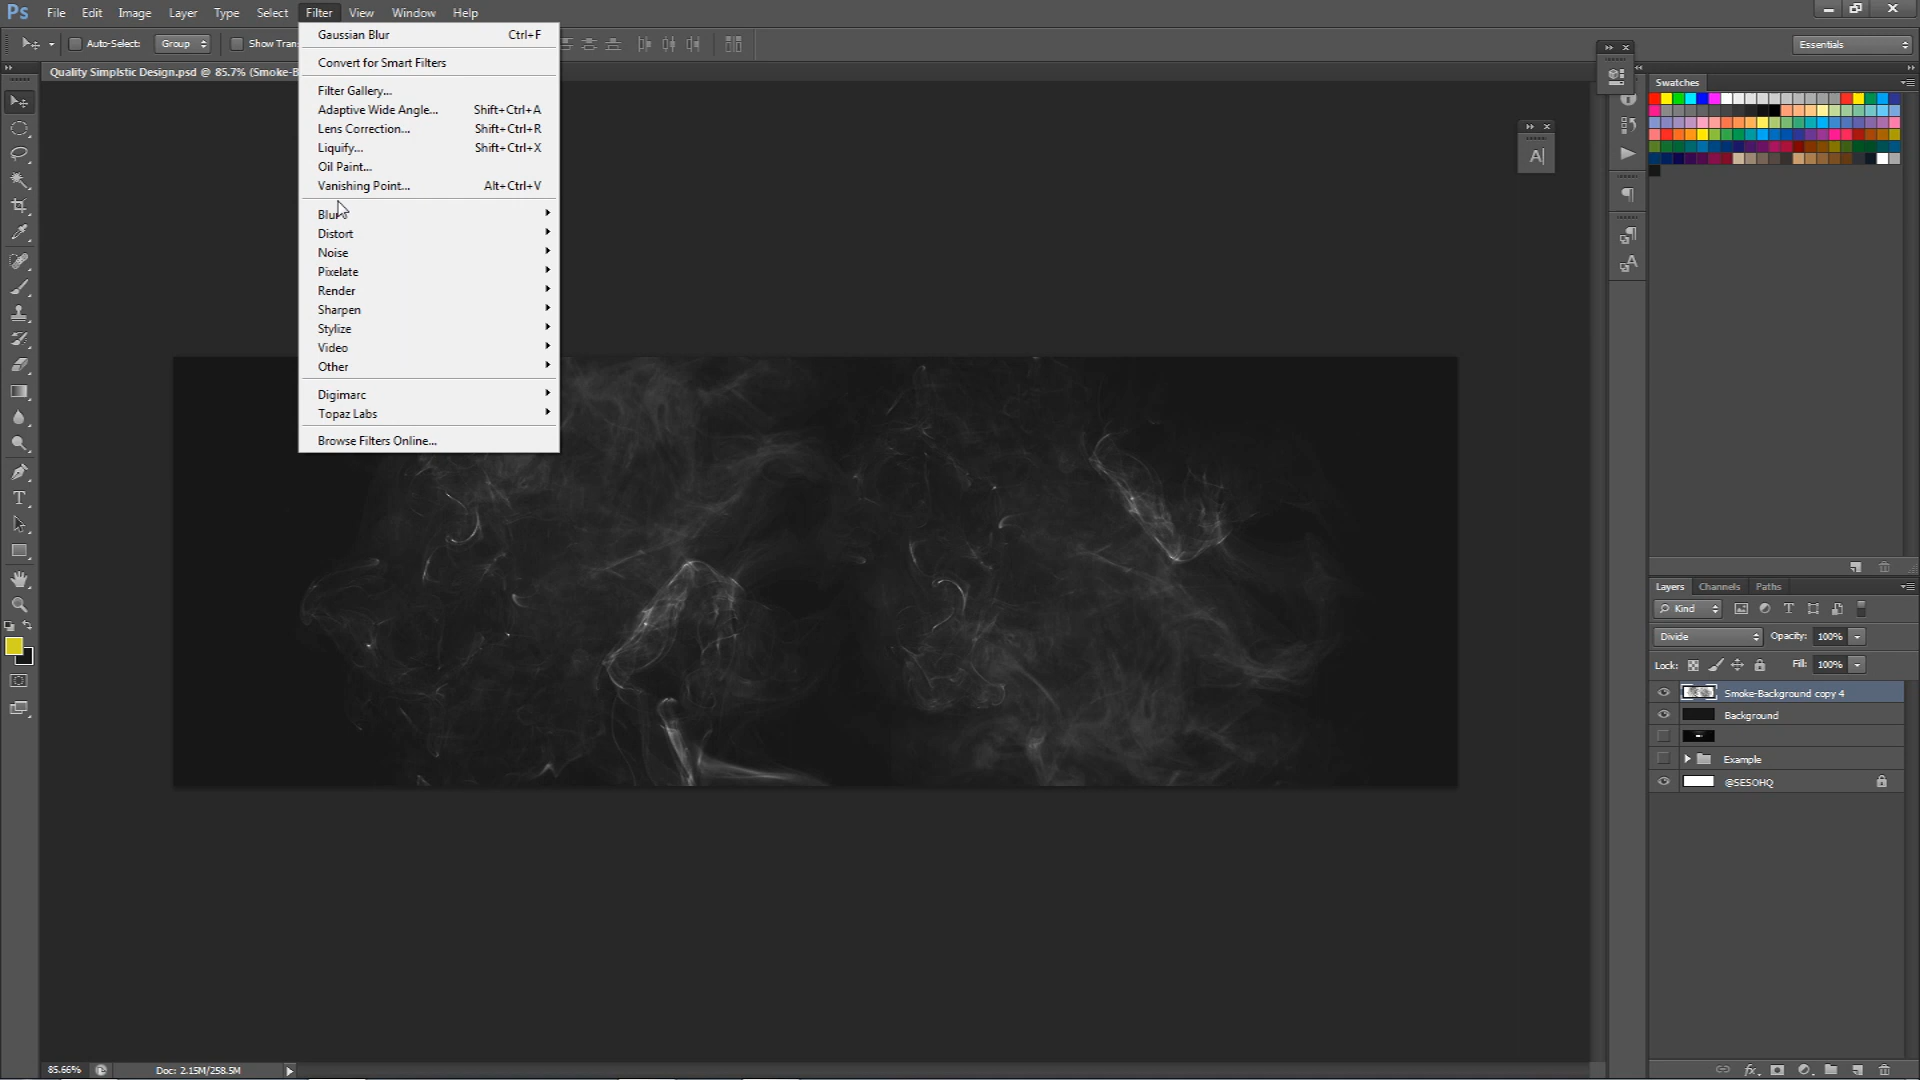 Ps File Edit Image Layer Type Select Filter View Window Help
Auto-Select: Group Show Tran
Essentials
Quality Simplstic Design.psd @ 85.7% (Smoke-B
Gaussian Blur Ctrl+F
Convert for Smart Filters
Filter Gallery...
Adaptive Wide Angle... Shift+Ctrl+A
Lens Correction... Shift+Ctrl+R
Liquify... Shift+Ctrl+X
Oil Paint...
Vanishing Point... Alt+Ctrl+V
Blur
Distort
Noise
Pixelate
Render
Sharpen
Stylize
Video
Other
Digimarc
Topaz Labs
Browse Filters Online...
Swatches
Layers Channels Paths
Kind
Divide Opacity: 100%
Lock: Fill: 100%
Smoke-Background copy 4
Background
Example
@SESOHQ
85.66% Doc: 2.15M/258.5M